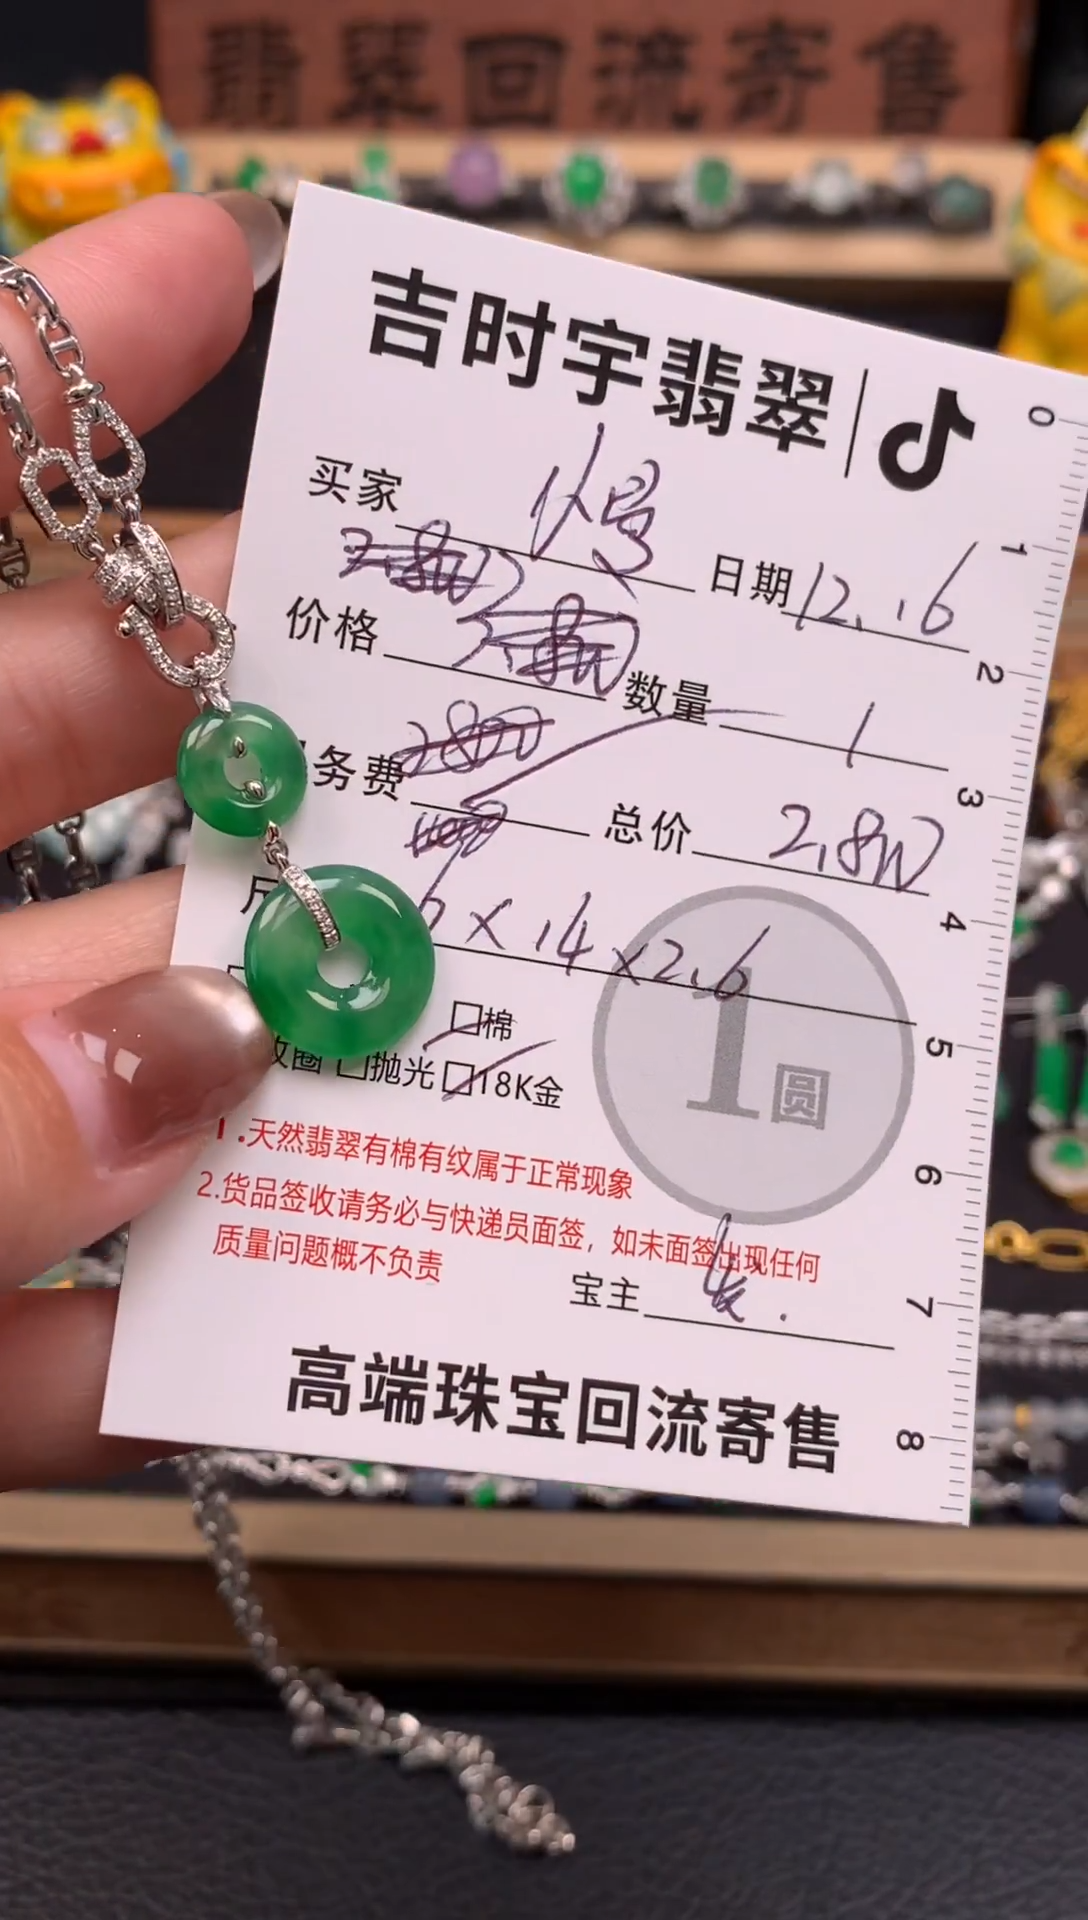 翡翠回流寄售
吉时宇翡翠
买家
日期 12.16
价格
数量 1
务费
总价 2.8W
6×14×2.6
棉
抛光 18K金
1.天然翡翠有棉有纹属于正常现象
2.货品签收请务必与快递员面签，如未面签出现任何
质量问题概不负责
宝主
1圆
高端珠宝回流寄售
0
1
2
3
4
5
6
7
8